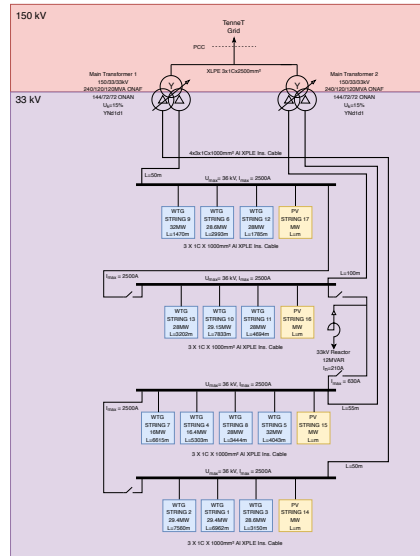 150 kV
TenneT
Grid
PCC
XLPE 3x1Cx2500mm²
Main Transformer 1
150/33/33kV
240/120/120MVA ONAF
144/72/72 ONAN
Uk=15%
YNd1d1
Main Transformer 2
150/33/33kV
240/120/120MVA ONAF
144/72/72 ONAN
Uk=15%
YNd1d1
33 kV
4x3x1Cx1000mm² Al XPLE Ins. Cable
L=50m
Umax= 36 kV, Imax = 2500A
WTG
STRING 9
32MW
L=1470m
WTG
STRING 6
28.6MW
L=2993m
WTG
STRING 12
28MW
L=1785m
PV
STRING 17
MW
L=m
3 X 1C X 1000mm² Al XPLE Ins. Cable
Imax = 2500A
Umax= 36 kV, Imax = 2500A
L=100m
WTG
STRING 13
28MW
L=3202m
WTG
STRING 10
29.15MW
L=7833m
WTG
STRING 11
28MW
L=4694m
PV
STRING 16
MW
L=m
3 X 1C X 1000mm² Al XPLE Ins. Cable
33kV Reactor
12MVAR
=210A
Imax = 630A
Umax= 36 kV, Imax = 2500A
Imax = 2500A
L=55m
WTG
STRING 7
16MW
L=6615m
WTG
STRING 4
16.4MW
L=5303m
WTG
STRING 8
28MW
L=3444m
WTG
STRING 5
32MW
L=4043m
PV
STRING 15
MW
L=m
3 X 1C X 1000mm² Al XPLE Ins. Cable
Umax= 36 kV, Imax = 2500A
L=50m
WTG
STRING 2
29.4MW
L=7560m
WTG
STRING 1
29.4MW
L=6962m
WTG
STRING 3
28.6MW
L=3150m
PV
STRING 14
MW
L=m
3 X 1C X 1000mm² Al XPLE Ins. Cable